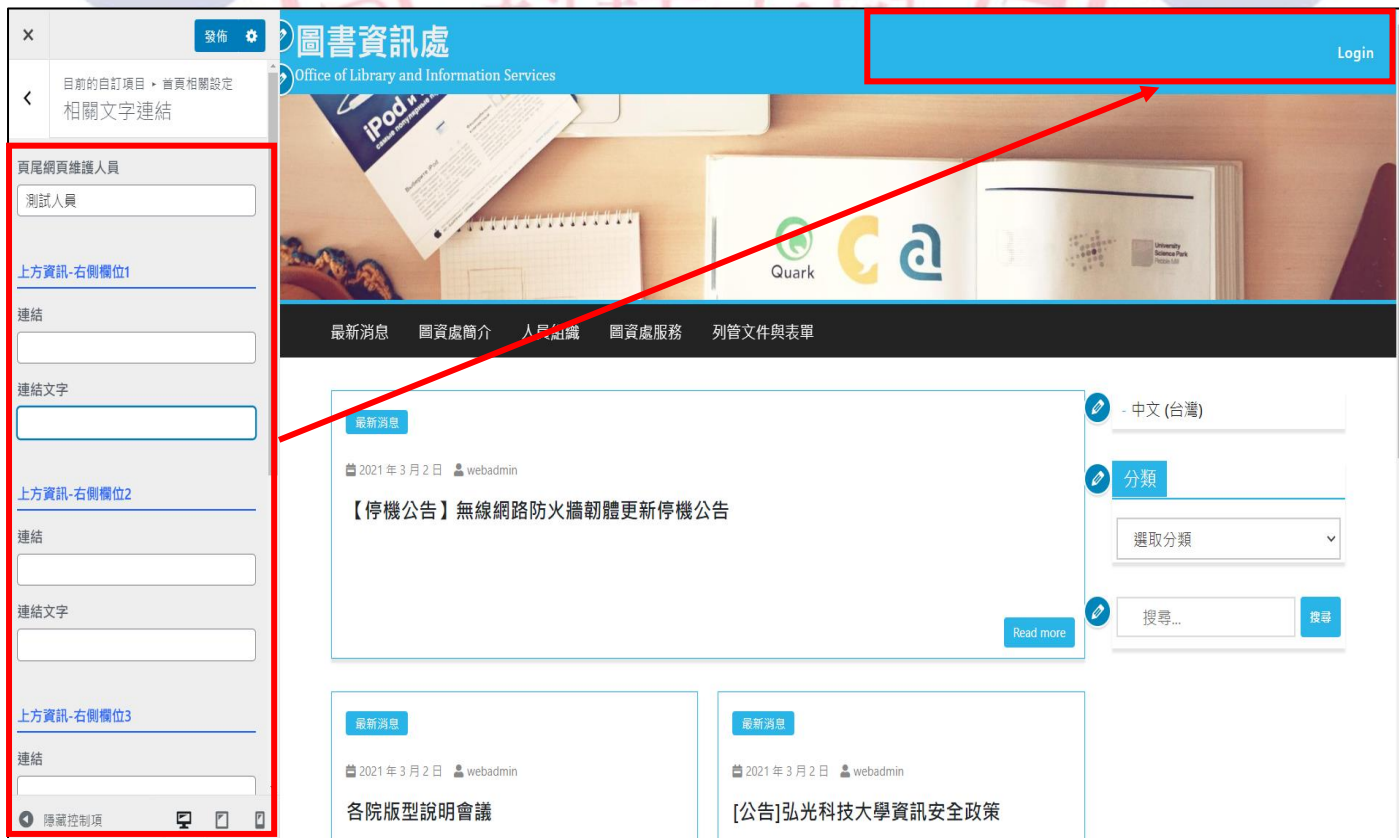 ×
發佈
目前的自訂項目 ▸ 首頁相關設定
相關文字連結
頁尾網頁維護人員
測試人員
上方資訊-右側欄位1
連結
連結文字
上方資訊-右側欄位2
連結
連結文字
上方資訊-右側欄位3
連結
隱藏控制項
圖書資訊處
Office of Library and Information Services
Login
iPod и
Quark
University
Science Park
最新消息 圖資處簡介 人員組織 圖資處服務 列管文件與表單
最新消息
2021 年 3 月 2 日 webadmin
【停機公告】無線網路防火牆韌體更新停機公告
Read more
- 中文 (台灣)
分類
選取分類
搜尋...
搜尋
最新消息
2021 年 3 月 2 日 webadmin
各院版型說明會議
最新消息
2021 年 3 月 2 日 webadmin
[公告]弘光科技大學資訊安全政策